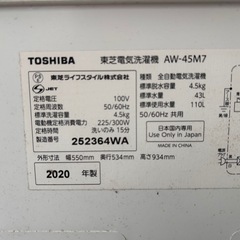 TOSHIBA 東芝電気洗濯機 AW-45M7
東芝ライフスタイル株式会社
JET
定格電圧 100V
定格周波数 50/60Hz
定格容量 4.5kg
電動機定格消費電力 225/300W
定格時間 洗いのみ15分
製造番号 252364WA
種類 全自動電気洗濯機
標準脱水容量 4.5kg
標準水量 43L
標準使用水量 110L
50/60Hz 共用
日本国内専用
Use Only in Japan
外形寸法 幅550mm 奥行534mm 高さ934mm
2020 年製